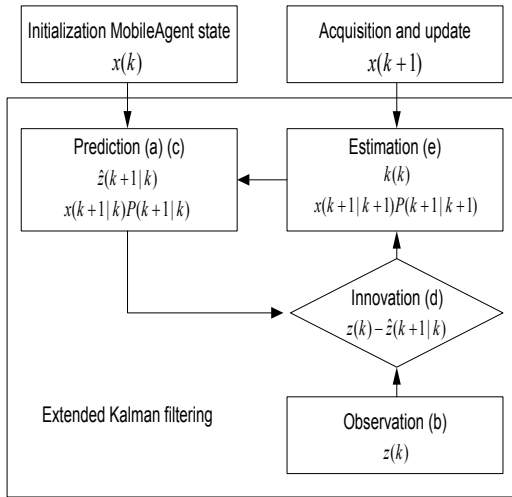 Initialization MobileAgent state
x(k)
Acquisition and update
x(k+1)
Prediction (a) (c)
ẑ(k+1|k)
x(k+1|k)P(k+1|k)
Estimation (e)
k(k)
x(k+1|k+1)P(k+1|k+1)
Innovation (d)
z(k)−ẑ(k+1|k)
Extended Kalman filtering
Observation (b)
z(k)